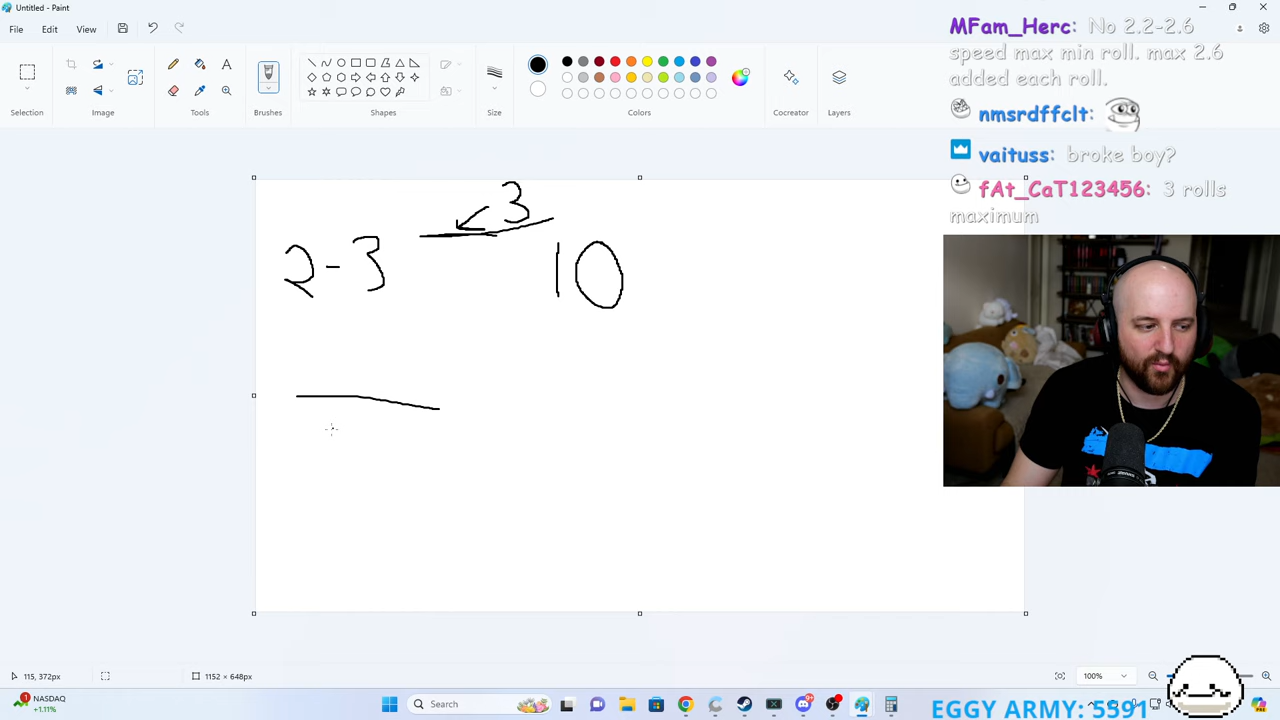 Untitled - Paint
File Edit View
Selection
Image
Tools
Brushes
Shapes
Size
Colors
Cocreator
Layers
MFam_Herc: No 2.2-2.6
speed max min roll. max 2.6
added each roll.
nmsrdffclt:
vaituss: broke boy?
fAt_CaT123456: 3 rolls
maximum
3
2-3
10
115, 372px
1152 × 648px
100%
NASDAQ
+1.11%
Search
EGGY ARMY: 5591